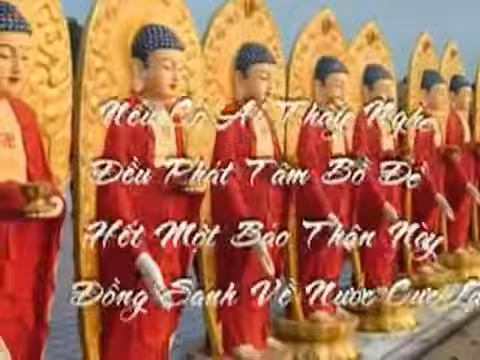 Nếu Có Ai Thấy Nghe
Đều Phát Tâm Bồ Đề
Hết Một Báo Thân Này
Đồng Sanh Về Nước Cực